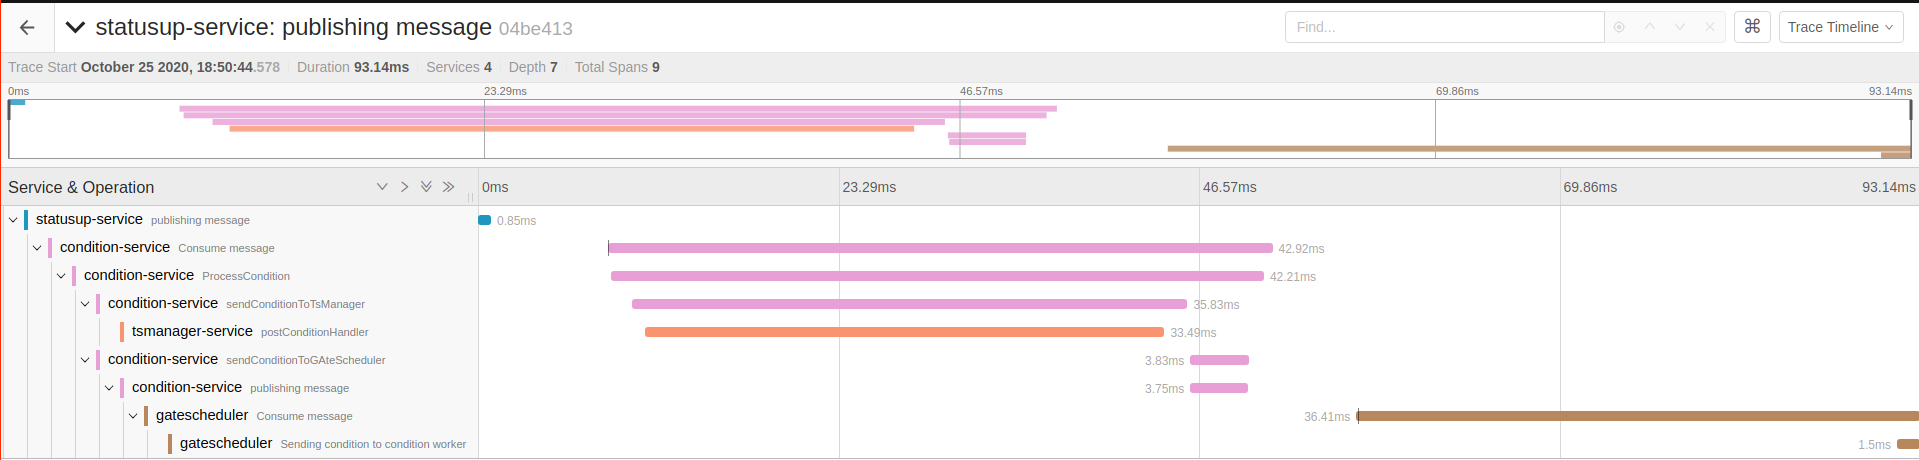 statusup-service: publishing message 04be413 Find... ⌘ Trace Timeline
Trace Start October 25 2020, 18:50:44.578 Duration 93.14ms Services 4 Depth 7 Total Spans 9
0ms 23.29ms 46.57ms 69.86ms 93.14ms
Service & Operation 0ms 23.29ms 46.57ms 69.86ms 93.14ms
statusup-service publishing message 0.85ms
condition-service Consume message 42.92ms
condition-service ProcessCondition 42.21ms
condition-service sendConditionToTsManager 35.83ms
tsmanager-service postConditionHandler 33.49ms
condition-service sendConditionToGAteScheduler 3.83ms
condition-service publishing message 3.75ms
gatescheduler Consume message 36.41ms
gatescheduler Sending condition to condition worker 1.5ms